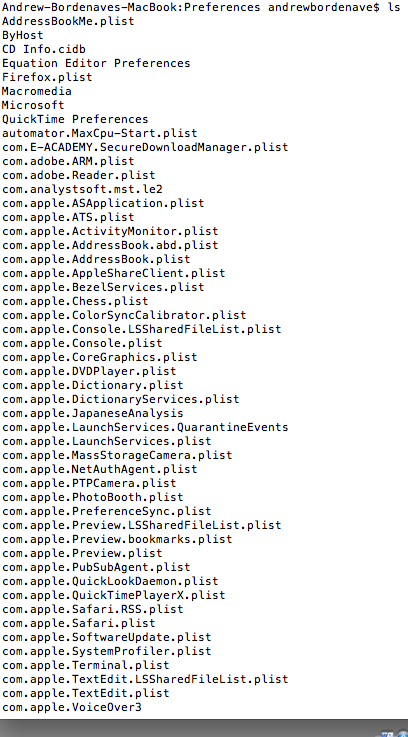 Andrew-Bordenaves-MacBook:Preferences andrewbordenave$ ls
AddressBookMe.plist
ByHost
CD Info.cidb
Equation Editor Preferences
Firefox.plist
Macromedia
Microsoft
QuickTime Preferences
automator.MaxCpu-Start.plist
com.E-ACADEMY.SecureDownloadManager.plist
com.adobe.ARM.plist
com.adobe.Reader.plist
com.analystsoft.mst.le2
com.apple.ASApplication.plist
com.apple.ATS.plist
com.apple.ActivityMonitor.plist
com.apple.AddressBook.abd.plist
com.apple.AddressBook.plist
com.apple.AppleShareClient.plist
com.apple.BezelServices.plist
com.apple.Chess.plist
com.apple.ColorSyncCalibrator.plist
com.apple.Console.LSSharedFileList.plist
com.apple.Console.plist
com.apple.CoreGraphics.plist
com.apple.DVDPlayer.plist
com.apple.Dictionary.plist
com.apple.DictionaryServices.plist
com.apple.JapaneseAnalysis
com.apple.LaunchServices.QuarantineEvents
com.apple.LaunchServices.plist
com.apple.MassStorageCamera.plist
com.apple.NetAuthAgent.plist
com.apple.PTPCamera.plist
com.apple.PhotoBooth.plist
com.apple.PreferenceSync.plist
com.apple.Preview.LSSharedFileList.plist
com.apple.Preview.bookmarks.plist
com.apple.Preview.plist
com.apple.PubSubAgent.plist
com.apple.QuickLookDaemon.plist
com.apple.QuickTimePlayerX.plist
com.apple.Safari.RSS.plist
com.apple.Safari.plist
com.apple.SoftwareUpdate.plist
com.apple.SystemProfiler.plist
com.apple.Terminal.plist
com.apple.TextEdit.LSSharedFileList.plist
com.apple.TextEdit.plist
com.apple.VoiceOver3